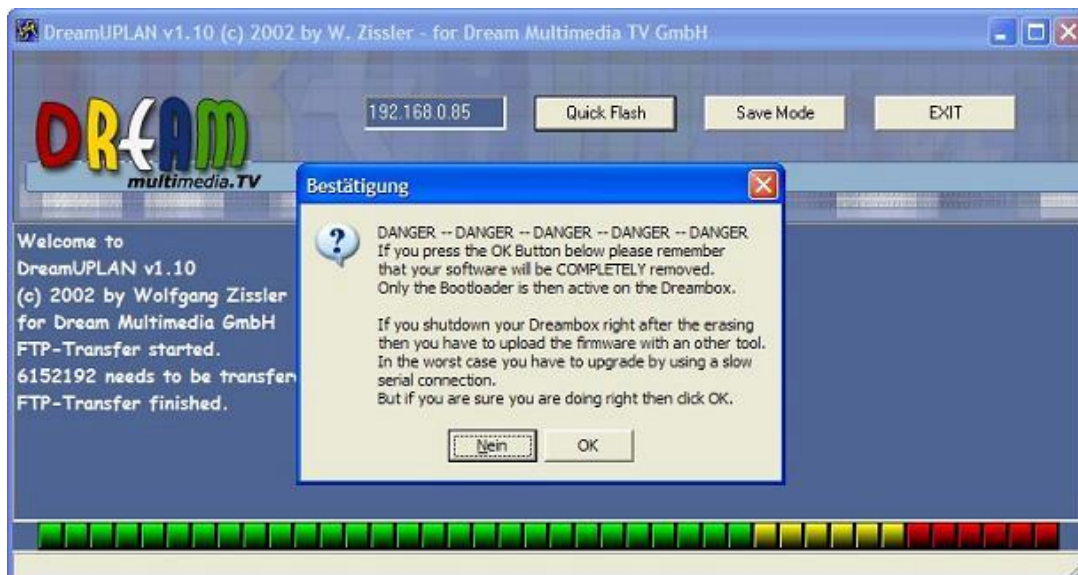 DreamUPLAN v1.10 (c) 2002 by W. Zissler - for Dream Multimedia TV GmbH
192.168.0.85
Quick Flash
Save Mode
EXIT
DREAM
multimedia.TV
Bestätigung
DANGER -- DANGER -- DANGER -- DANGER -- DANGER
If you press the OK Button below please remember
that your software will be COMPLETELY removed.
Only the Bootloader is then active on the Dreambox.
If you shutdown your Dreambox right after the erasing
then you have to upload the firmware with an other tool.
In the worst case you have to upgrade by using a slow
serial connection.
But if you are sure you are doing right then click OK.
Nein
OK
Welcome to
DreamUPLAN v1.10
(c) 2002 by Wolfgang Zissler
for Dream Multimedia GmbH
FTP-Transfer started.
6152192 needs to be transfer
FTP-Transfer finished.